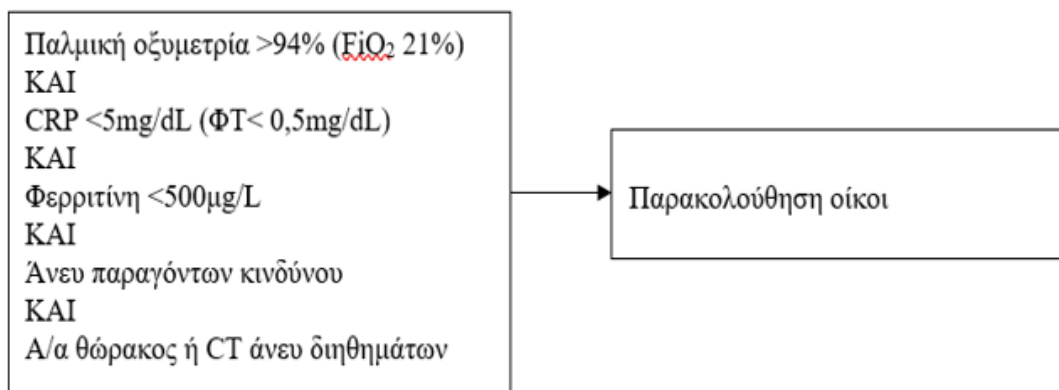 Παλμική οξυμετρία >94% (FiO₂ 21%)
ΚΑΙ
CRP <5mg/dL (ΦΤ< 0,5mg/dL)
ΚΑΙ
Φερριτίνη <500μg/L
ΚΑΙ
Άνευ παραγόντων κινδύνου
ΚΑΙ
Α/α θώρακος ή CT άνευ διηθημάτων
Παρακολούθηση οίκοι